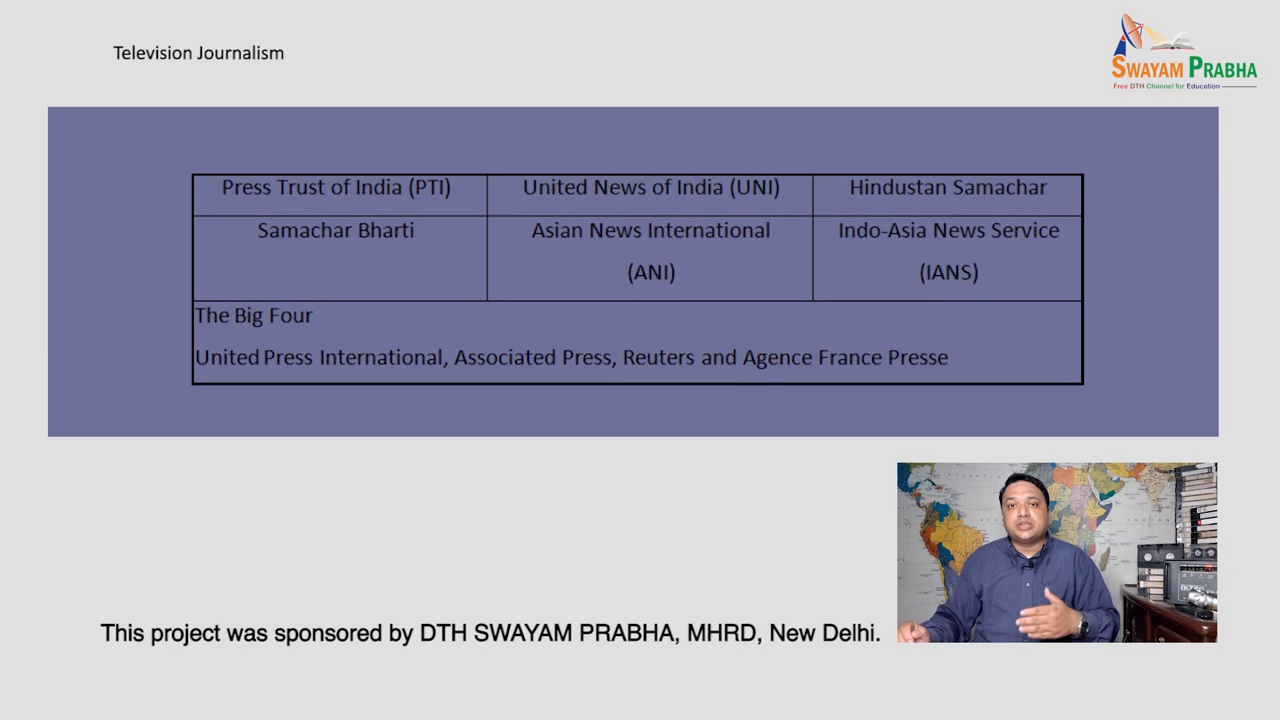 Television Journalism
SWAYAM PRABHA
Free DTH Channel for Education
Press Trust of India (PTI)
United News of India (UNI)
Hindustan Samachar
Samachar Bharti
Asian News International
(ANI)
Indo-Asia News Service
(IANS)
The Big Four
United Press International, Associated Press, Reuters and Agence France Presse
This project was sponsored by DTH SWAYAM PRABHA, MHRD, New Delhi.